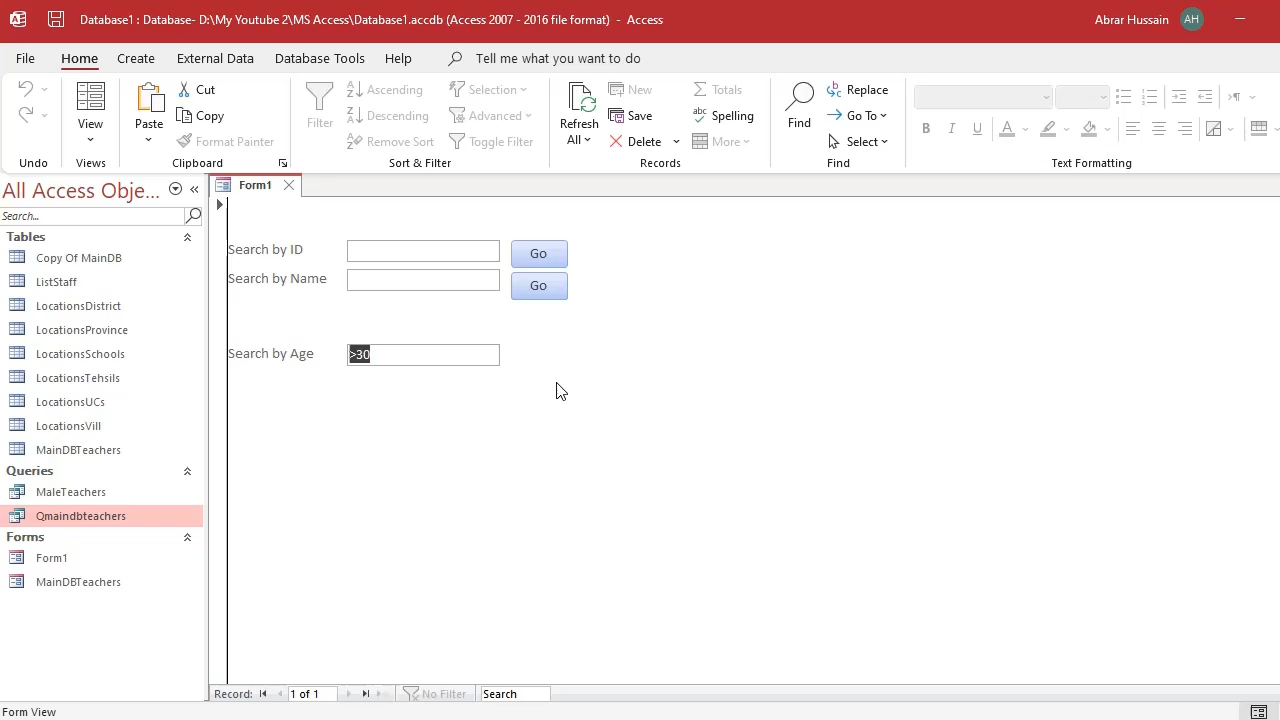 Database1 : Database- D:\My Youtube 2\MS Access\Database1.accdb (Access 2007 - 2016 file format) - Access
Abrar Hussain
AH
File Home Create External Data Database Tools Help Tell me what you want to do
Undo
View
Views
Paste
Cut
Copy
Format Painter
Clipboard
Filter
Ascending
Descending
Remove Sort
Selection
Advanced
Toggle Filter
Sort & Filter
Refresh
All
New
Save
Delete
Totals
Spelling
More
Records
Find
Replace
Go To
Select
Find
B I U A
Text Formatting
All Access Obje...
Search...
Tables
Copy Of MainDB
ListStaff
LocationsDistrict
LocationsProvince
LocationsSchools
LocationsTehsils
LocationsUCs
LocationsVill
MainDBTeachers
Queries
MaleTeachers
Qmaindbteachers
Forms
Form1
MainDBTeachers
Form1
Search by ID Go
Search by Name Go
Search by Age >30
Record: 1 of 1 No Filter Search
Form View